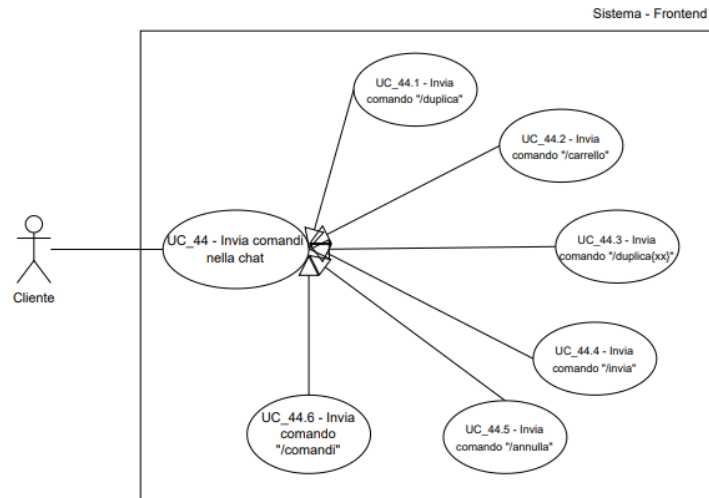 Sistema - Frontend
UC_44.1 - Invia
comando "/duplica"
UC_44.2 - Invia
comando "/carrello"
UC_44 - Invia comandi
nella chat
UC_44.3 - Invia
comando "/duplica{xx}"
Cliente
UC_44.4 - Invia
comando "/invia"
UC_44.6 - Invia
comando
"/comandi"
UC_44.5 - Invia
comando "/annulla"